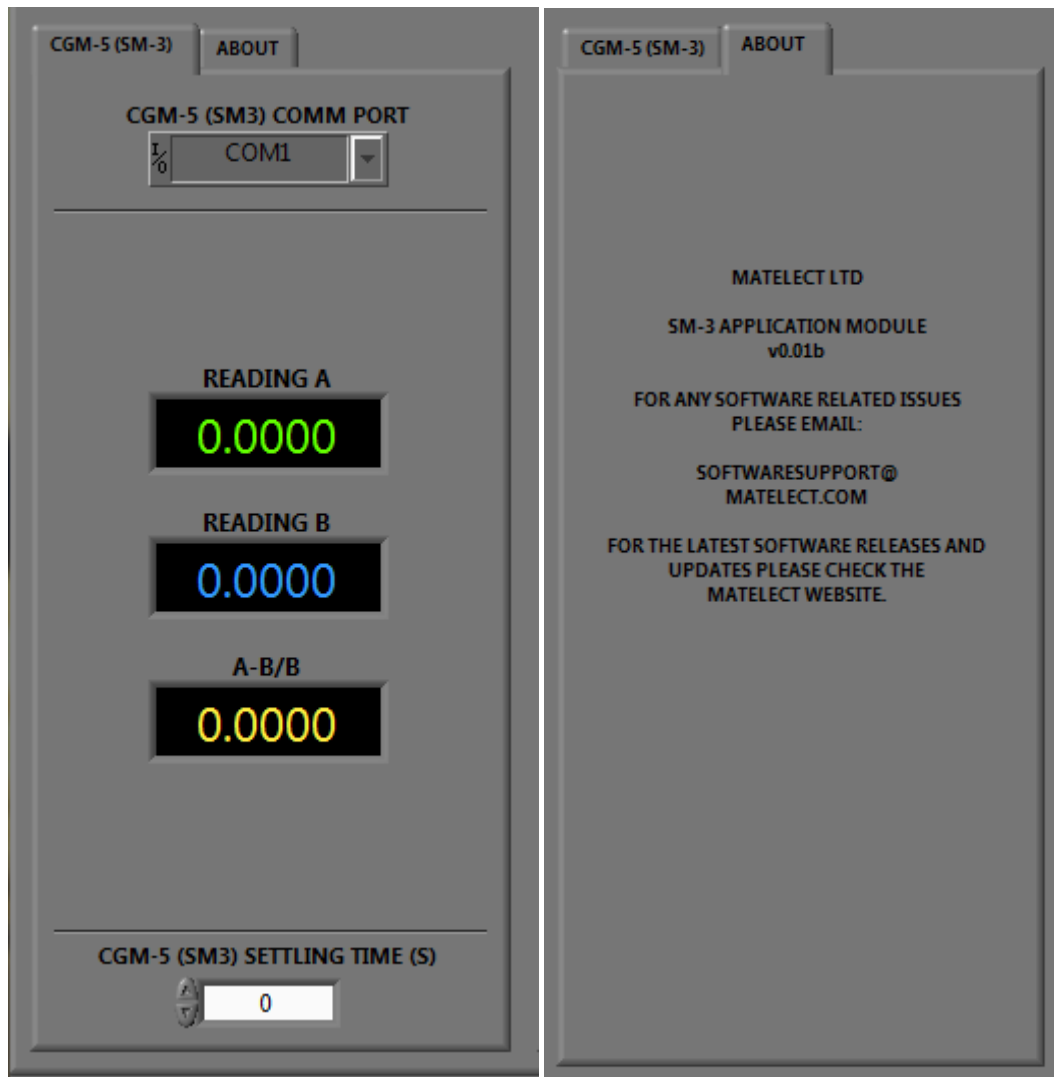 CGM-5 (SM-3)
ABOUT
CGM-5 (SM3) COMM PORT
I/O
COM1
READING A
0.0000
READING B
0.0000
A-B/B
0.0000
CGM-5 (SM3) SETTLING TIME (S)
0
CGM-5 (SM-3)
ABOUT
MATELECT LTD
SM-3 APPLICATION MODULE
v0.01b
FOR ANY SOFTWARE RELATED ISSUES
PLEASE EMAIL:
SOFTWARESUPPORT@
MATELECT.COM
FOR THE LATEST SOFTWARE RELEASES AND
UPDATES PLEASE CHECK THE
MATELECT WEBSITE.